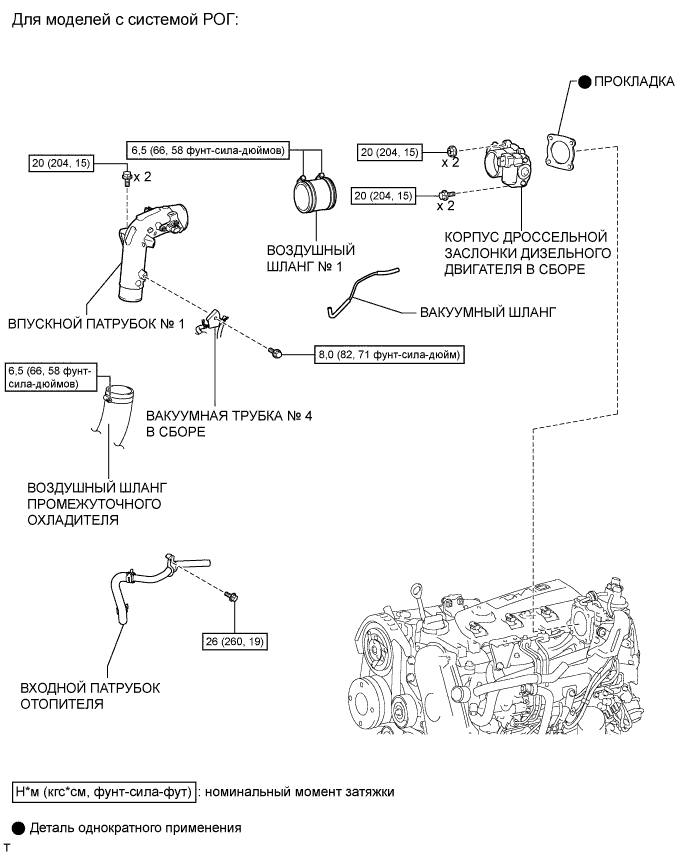 Для моделей с системой РОГ:
ПРОКЛАДКА
6,5 (66, 58 фунт-сила-дюймов)
20 (204, 15)
x 2
20 (204, 15)
x 2
20 (204, 15)
x 2
ВОЗДУШНЫЙ
ШЛАНГ № 1
КОРПУС ДРОССЕЛЬНОЙ
ЗАСЛОНКИ ДИЗЕЛЬНОГО
ДВИГАТЕЛЯ В СБОРЕ
ВПУСКНОЙ ПАТРУБОК № 1
ВАКУУМНЫЙ ШЛАНГ
8,0 (82, 71 фунт-сила-дюйм)
6,5 (66, 58 фунт-
сила-дюймов)
ВАКУУМНАЯ ТРУБКА № 4
В СБОРЕ
ВОЗДУШНЫЙ ШЛАНГ
ПРОМЕЖУТОЧНОГО
ОХЛАДИТЕЛЯ
26 (260, 19)
ВХОДНОЙ ПАТРУБОК
ОТОПИТЕЛЯ
Н*м (кгс*см, фунт-сила-фут) : номинальный момент затяжки
Деталь однократного применения
T